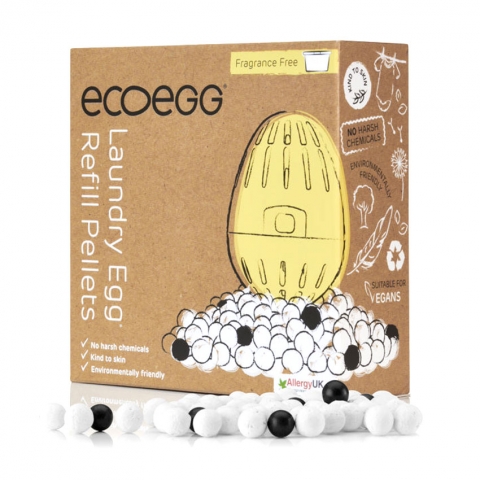 Fragrance Free
ecoegg®
Laundry Egg®
Refill Pellets
✓ No harsh chemicals
✓ Kind to skin
✓ Environmentally friendly
KIND TO SKIN
NO HARSH
CHEMICALS
ENVIRONMENTALLY
FRIENDLY
SUITABLE FOR
VEGANS
AllergyUK